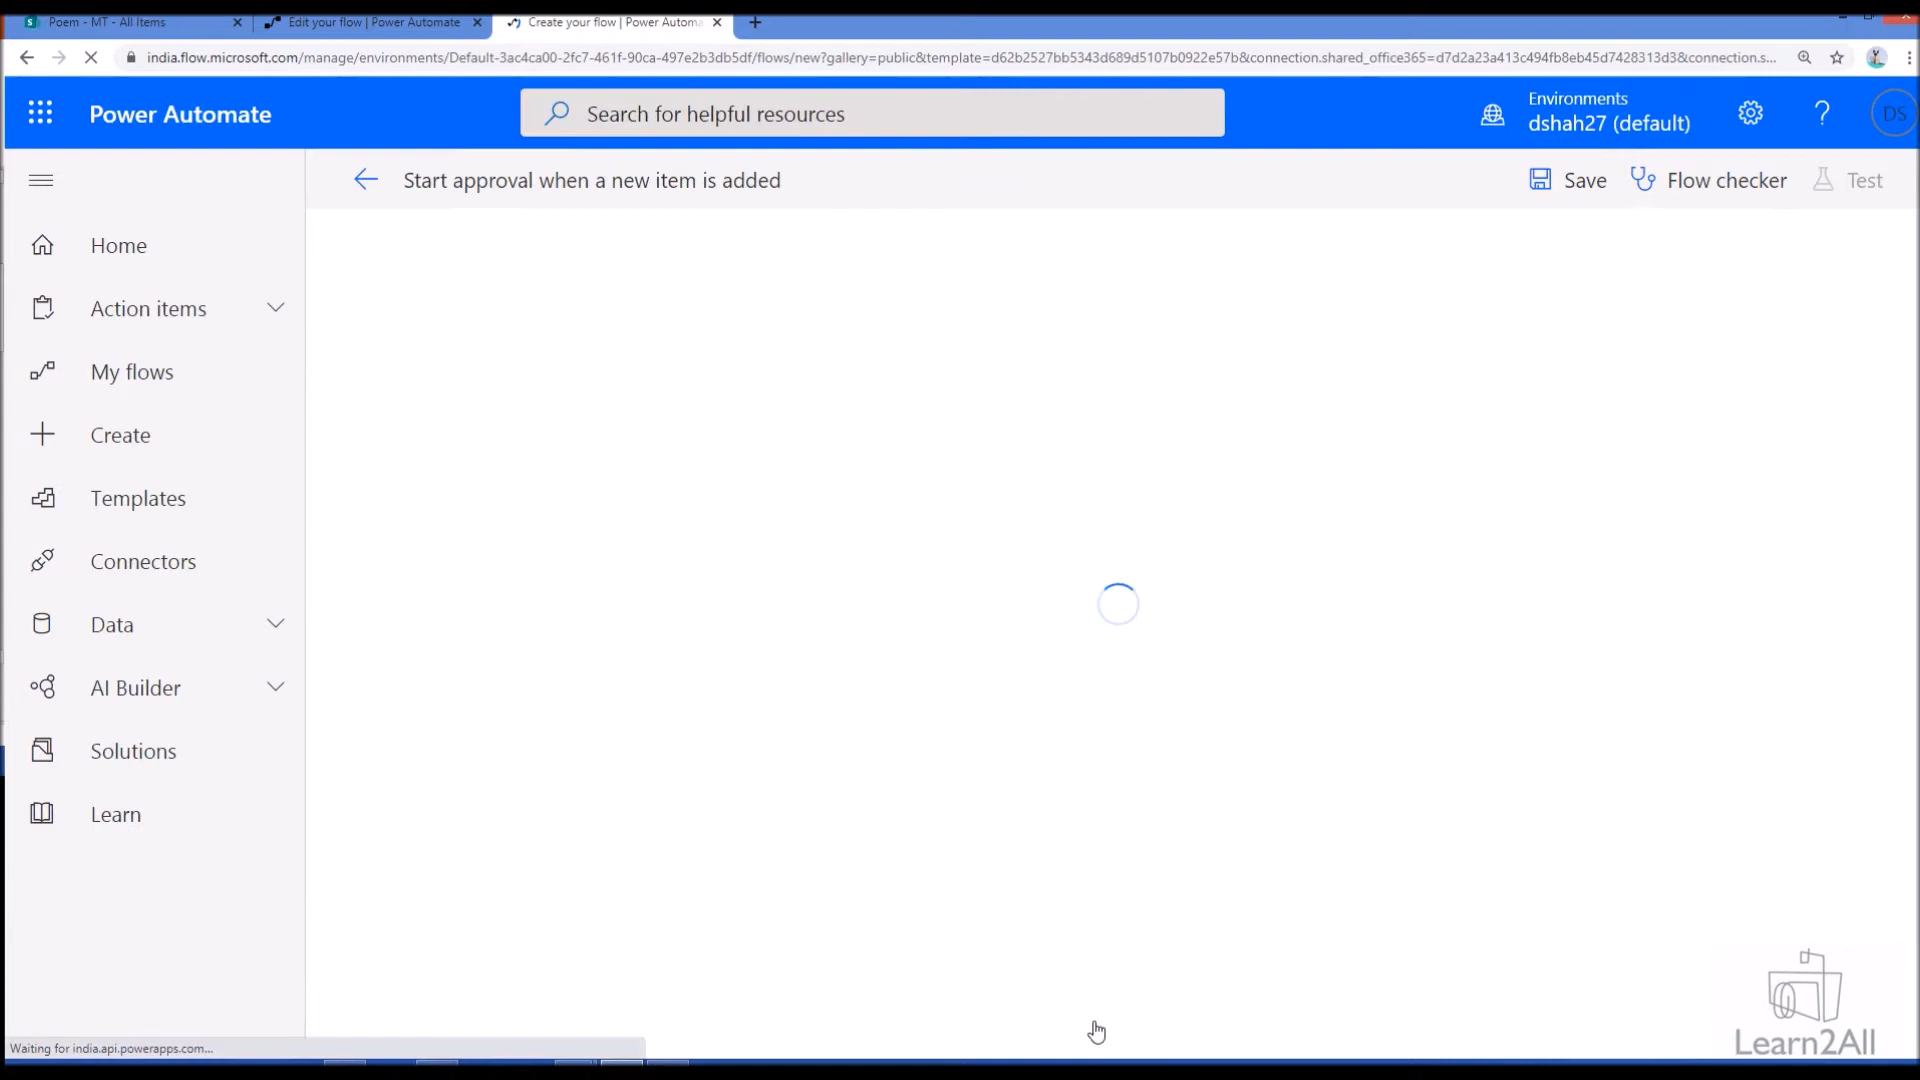 Poem - MT - All Items
Edit your flow | Power Automate
Create your flow | Power Automa
india.flow.microsoft.com/manage/environments/Default-3ac4ca00-2fc7-461f-90ca-497e2b3db5df/flows/new?gallery=public&template=d62b2527bb5343d689d5107b0922e57b&connection.shared_office365=d7d2a23a413c494fb8eb45d7428313d3&connection.s...
Power Automate
Search for helpful resources
Environments
dshah27 (default)
DS
Start approval when a new item is added
Save
Flow checker
Test
Home
Action items
My flows
Create
Templates
Connectors
Data
AI Builder
Solutions
Learn
Waiting for india.api.powerapps.com...
Learn2All